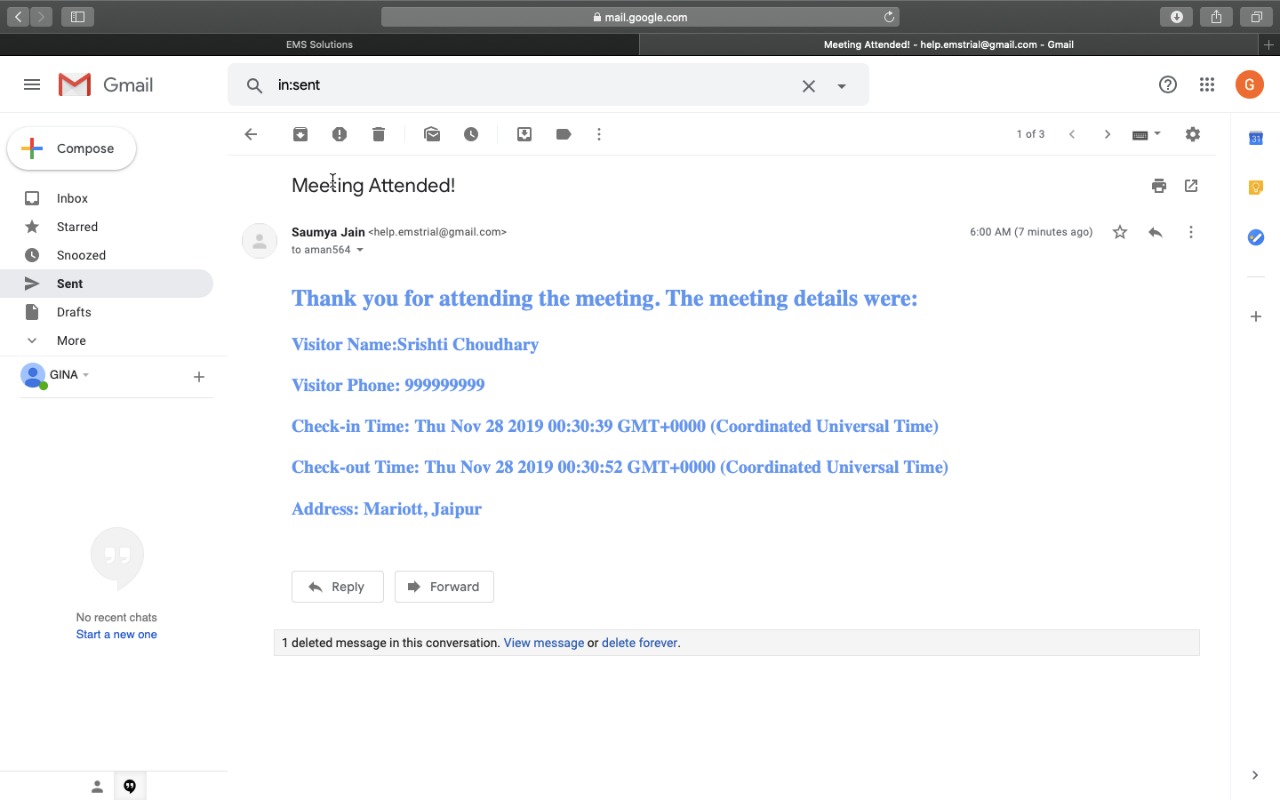 mail.google.com
EMS Solutions
Meeting Attended! - help.emstrial@gmail.com - Gmail
Gmail
in:sent
G
Compose
1 of 3
31
Inbox
Meeting Attended!
Starred
Saumya Jain <help.emstrial@gmail.com>
6:00 AM (7 minutes ago)
to aman564
Snoozed
Sent
Thank you for attending the meeting. The meeting details were:
Drafts
More
Visitor Name:Srishti Choudhary
GINA
Visitor Phone: 999999999
Check-in Time: Thu Nov 28 2019 00:30:39 GMT+0000 (Coordinated Universal Time)
Check-out Time: Thu Nov 28 2019 00:30:52 GMT+0000 (Coordinated Universal Time)
Address: Mariott, Jaipur
Reply
Forward
No recent chats
Start a new one
1 deleted message in this conversation. View message or delete forever.